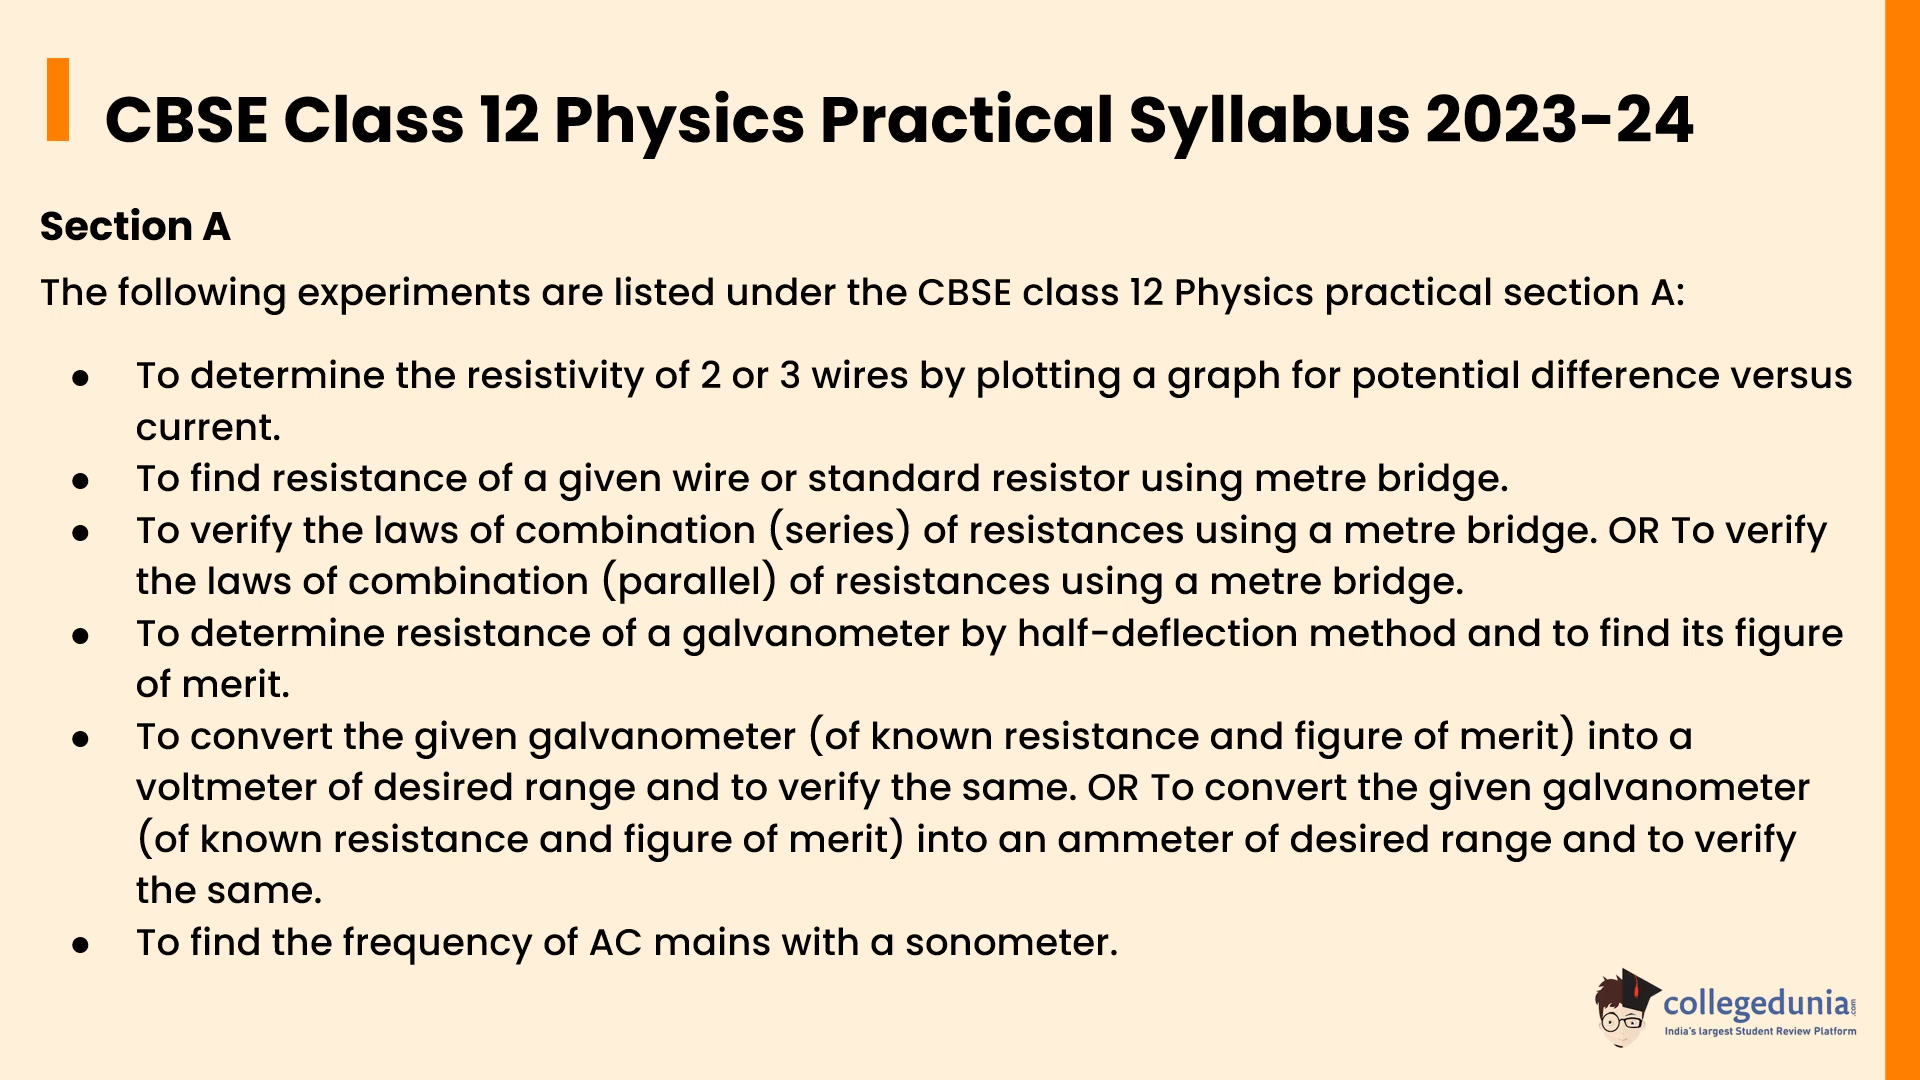 CBSE Class 12 Physics Practical Syllabus 2023-24
Section A
The following experiments are listed under the CBSE class 12 Physics practical section A:
● To determine the resistivity of 2 or 3 wires by plotting a graph for potential difference versus
current.
● To find resistance of a given wire or standard resistor using metre bridge.
● To verify the laws of combination (series) of resistances using a metre bridge. OR To verify
the laws of combination (parallel) of resistances using a metre bridge.
● To determine resistance of a galvanometer by half-deflection method and to find its figure
of merit.
● To convert the given galvanometer (of known resistance and figure of merit) into a
voltmeter of desired range and to verify the same. OR To convert the given galvanometer
(of known resistance and figure of merit) into an ammeter of desired range and to verify
the same.
● To find the frequency of AC mains with a sonometer.
collegedunia.com
India's largest Student Review Platform